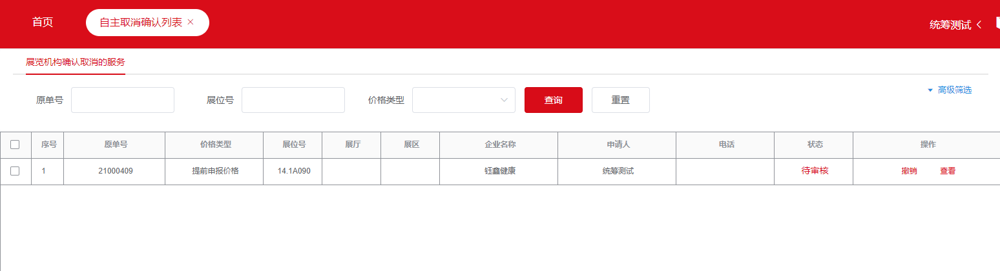 首页 自主取消确认列表 × 统筹测试
展览机构确认取消的服务
原单号 展位号 价格类型 查询 重置 高级筛选
序号 原单号 价格类型 展位号 展厅 展区 企业名称 申请人 电话 状态 操作
1 21000409 提前申报价格 14.1A090 钰鑫健康 统筹测试 待审核 撤销 查看